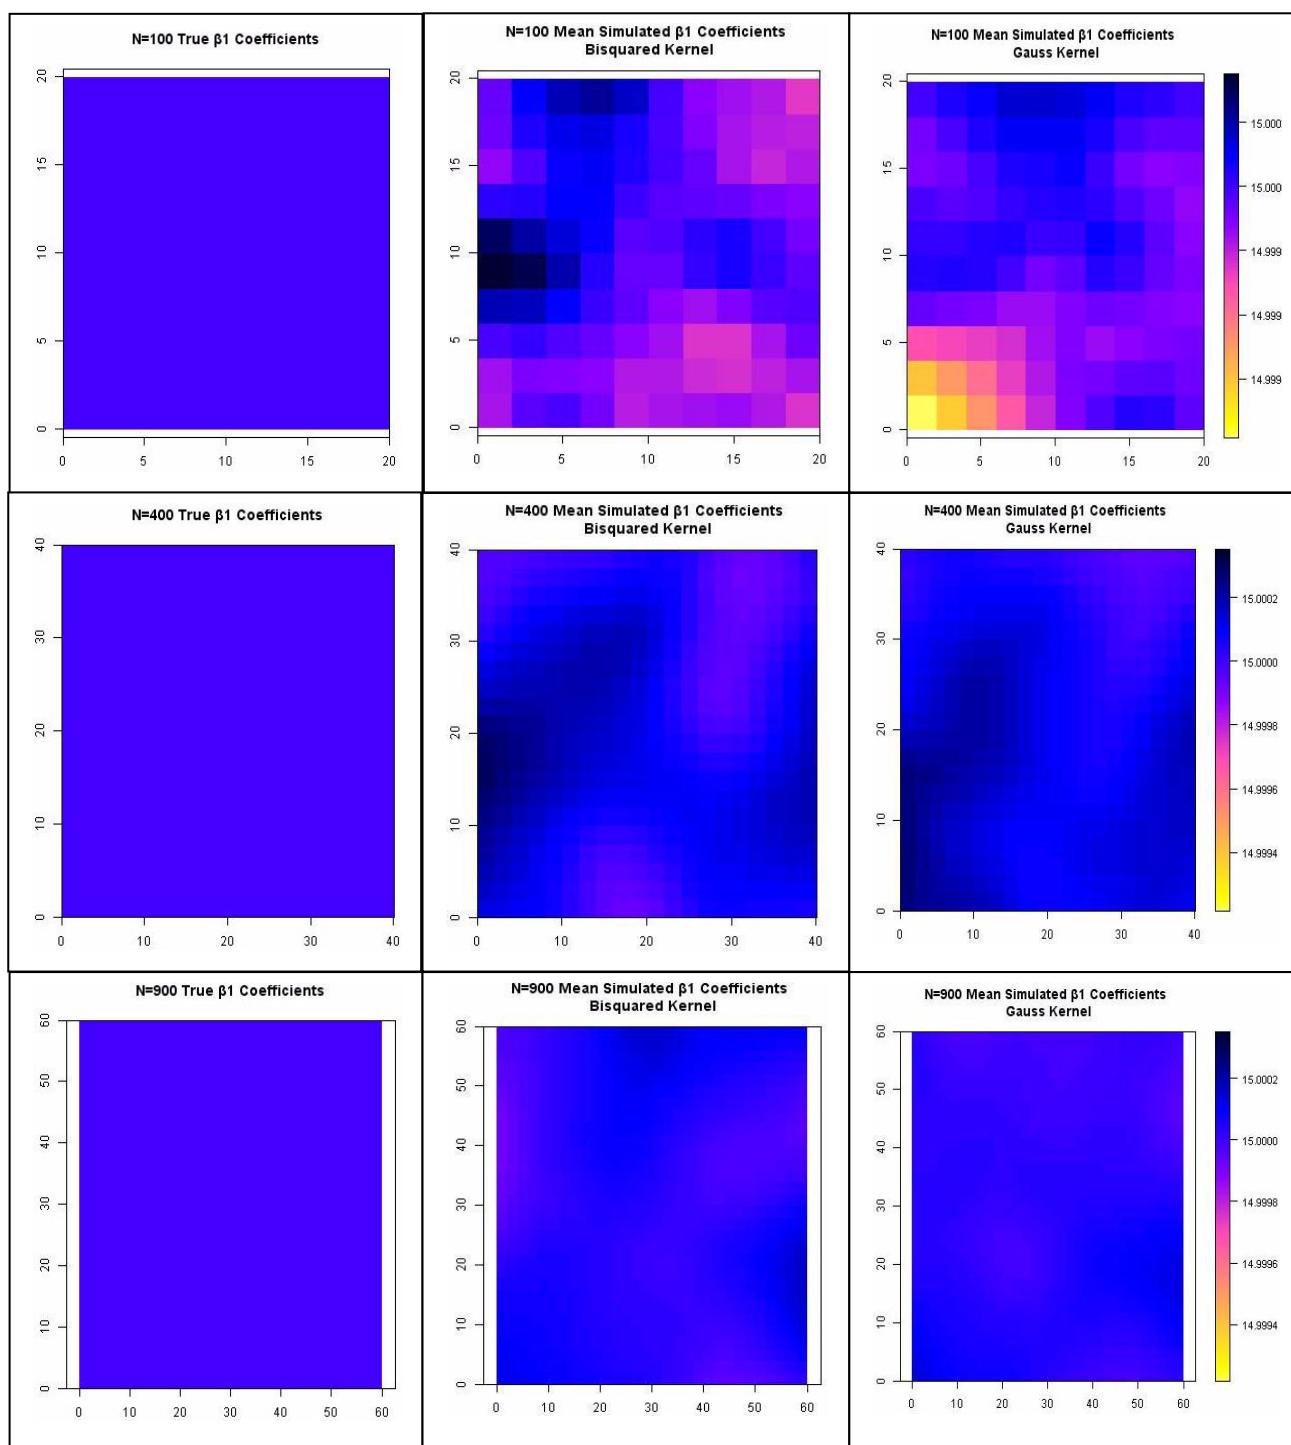 N=100 True β1 Coefficients
20
15
10
5
0
0 5 10 15 20
N=100 Mean Simulated β1 Coefficients
Bisquared Kernel
20
15
10
5
0
0 5 10 15 20
N=100 Mean Simulated β1 Coefficients
Gauss Kernel
20
15
10
5
0
0 5 10 15 20
15.000
15.000
14.999
14.999
14.999
N=400 True β1 Coefficients
40
30
20
10
0
0 10 20 30 40
N=400 Mean Simulated β1 Coefficients
Bisquared Kernel
40
30
20
10
0
0 10 20 30 40
N=400 Mean Simulated β1 Coefficients
Gauss Kernel
40
30
20
10
0
0 10 20 30 40
15.0002
15.0000
14.9998
14.9996
14.9994
N=900 True β1 Coefficients
60
50
40
30
20
10
0
0 10 20 30 40 50 60
N=900 Mean Simulated β1 Coefficients
Bisquared Kernel
60
50
40
30
20
10
0
0 10 20 30 40 50 60
N=900 Mean Simulated β1 Coefficients
Gauss Kernel
60
50
40
30
20
10
0
0 10 20 30 40 50 60
15.0002
15.0000
14.9998
14.9996
14.9994